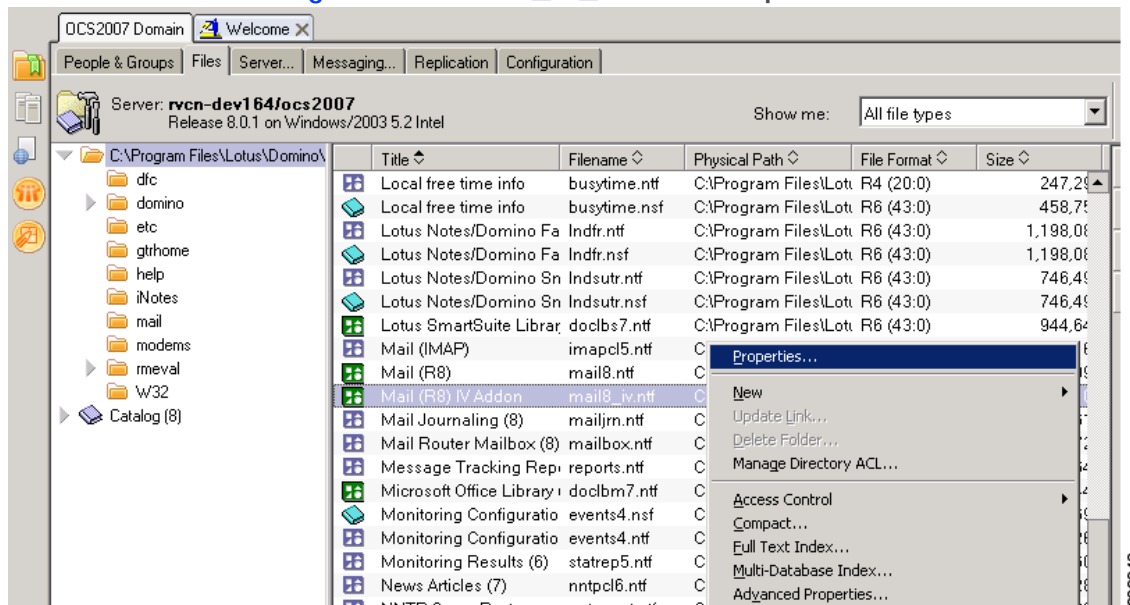 OCS2007 Domain Welcome
People & Groups Files Server... Messaging... Replication Configuration
Server: rvcn-dev164/ocs2007
Release 8.0.1 on Windows/2003 5.2 Intel
Show me: All file types
C:\Program Files\Lotus\Domino\
dfc
domino
etc
gtrhome
help
iNotes
mail
modems
rmeval
W32
Catalog (8)
Title Filename Physical Path File Format Size
Local free time info busytime.ntf C:\Program Files\Lot R4 (20:0) 247,29
Local free time info busytime.nsf C:\Program Files\Lot R6 (43:0) 458,75
Lotus Notes/Domino Fa lndfr.ntf C:\Program Files\Lot R6 (43:0) 1,198,08
Lotus Notes/Domino Fa lndfr.nsf C:\Program Files\Lot R6 (43:0) 1,198,08
Lotus Notes/Domino Sn lndsutr.ntf C:\Program Files\Lot R6 (43:0) 746,49
Lotus Notes/Domino Sn lndsutr.nsf C:\Program Files\Lot R6 (43:0) 746,49
Lotus SmartSuite Librar doclbs7.ntf C:\Program Files\Lot R6 (43:0) 944,64
Mail (IMAP) imapcl5.ntf C
Mail (R8) mail8.ntf C
Mail (R8) IV Addon mail8_iv.ntf C
Mail Journaling (8) mailjrn.ntf C
Mail Router Mailbox (8) mailbox.ntf C
Message Tracking Rep reports.ntf C
Microsoft Office Library doclbm7.ntf C
Monitoring Configuratio events4.nsf C
Monitoring Configuratio events4.ntf C
Monitoring Results (6) statrep5.ntf C
News Articles (7) nntpcl6.ntf C
Properties...
New
Update Link...
Delete Folder...
Manage Directory ACL...
Access Control
Compact...
Full Text Index...
Multi-Database Index...
Advanced Properties...